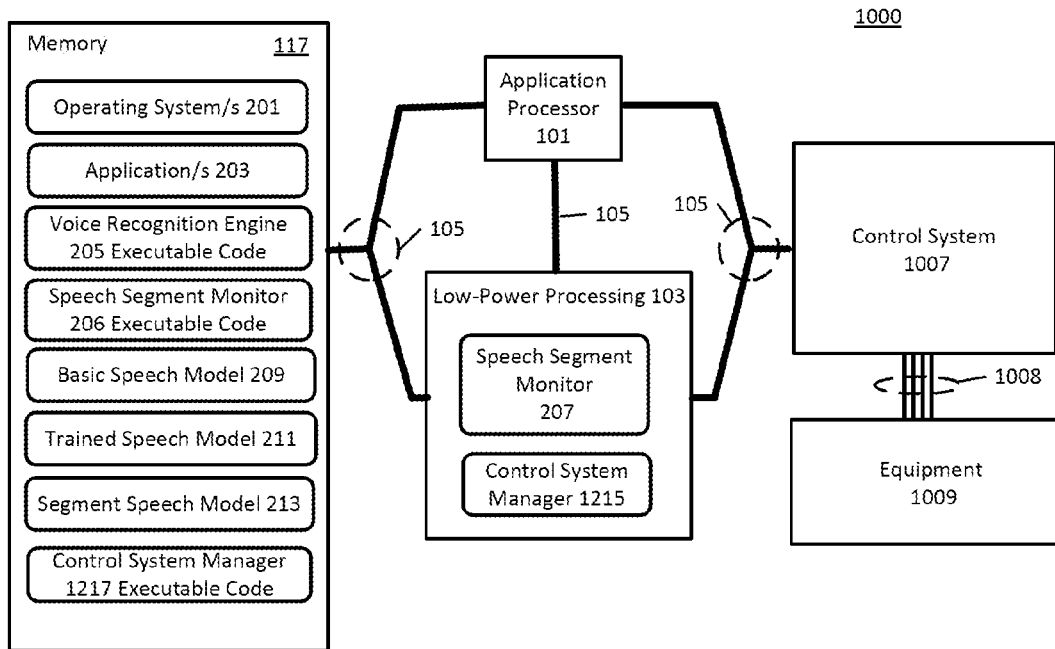 1000
Memory 117
Operating System/s 201
Application/s 203
Voice Recognition Engine
205 Executable Code
Speech Segment Monitor
206 Executable Code
Basic Speech Model 209
Trained Speech Model 211
Segment Speech Model 213
Control System Manager
1217 Executable Code
Application
Processor
101
105
105
105
Low-Power Processing 103
Speech Segment
Monitor
207
Control System
Manager 1215
Control System
1007
1008
Equipment
1009